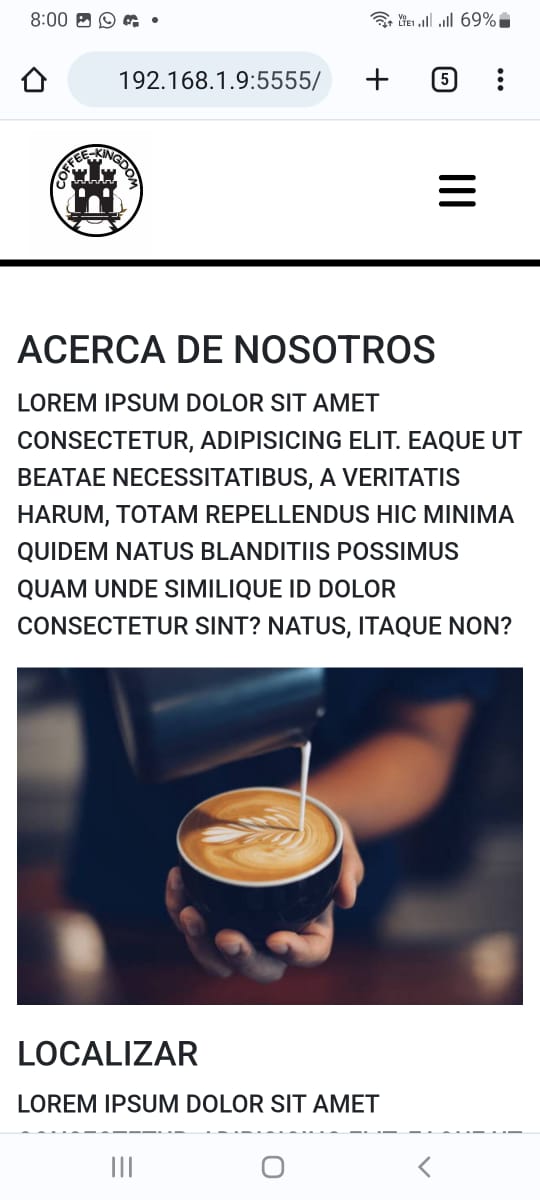 8:00
Vo
LTE1
69%
192.168.1.9:5555/
5
COFFEE-KINGDOM
ACERCA DE NOSOTROS
LOREM IPSUM DOLOR SIT AMET
CONSECTETUR, ADIPISICING ELIT. EAQUE UT
BEATAE NECESSITATIBUS, A VERITATIS
HARUM, TOTAM REPELLENDUS HIC MINIMA
QUIDEM NATUS BLANDITIIS POSSIMUS
QUAM UNDE SIMILIQUE ID DOLOR
CONSECTETUR SINT? NATUS, ITAQUE NON?
LOCALIZAR
LOREM IPSUM DOLOR SIT AMET